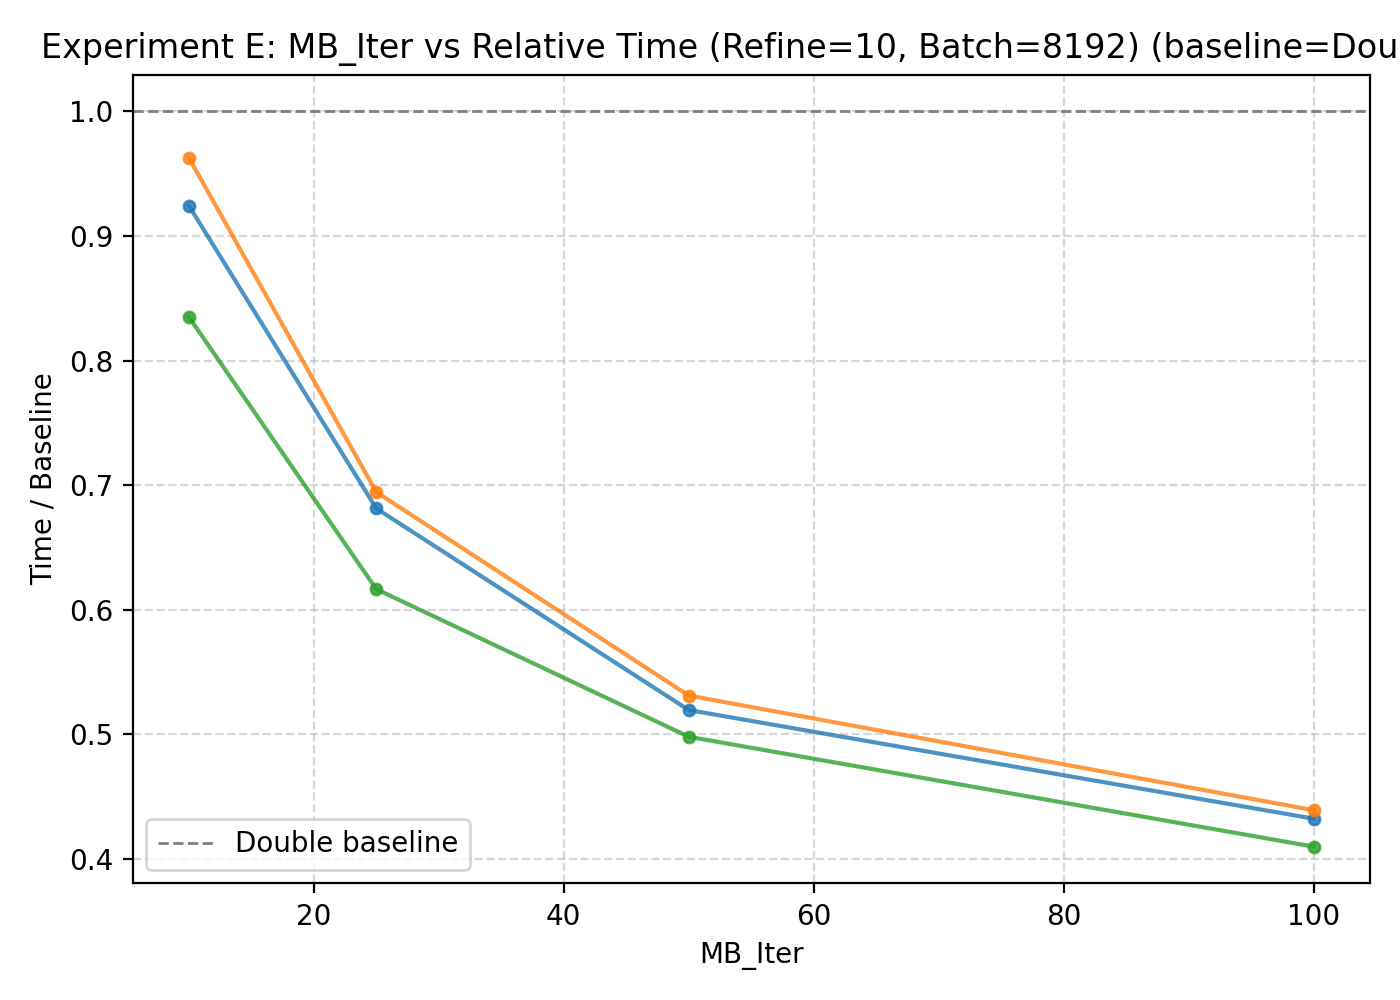 Experiment E: MB_Iter vs Relative Time (Refine=10, Batch=8192) (baseline=Dou
1.0
0.9
0.8
0.7
0.6
0.5
0.4
Time / Baseline
Double baseline
20 40 60 80 100
MB_Iter